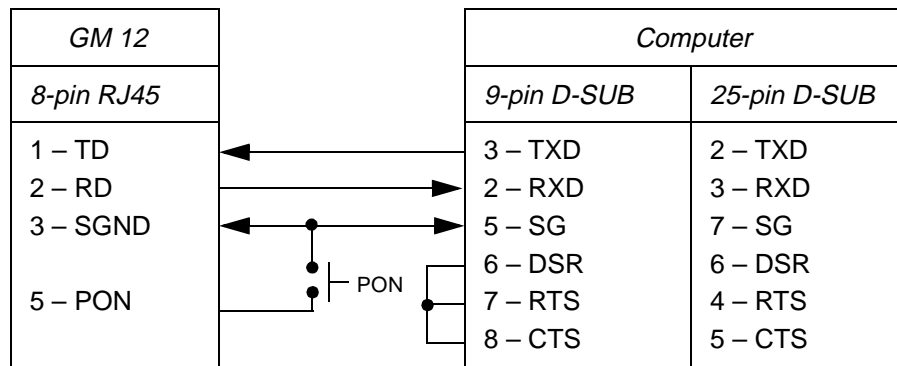 GM 12
Computer
8-pin RJ45
9-pin D-SUB
25-pin D-SUB
1 – TD
3 – TXD
2 – TXD
2 – RD
2 – RXD
3 – RXD
3 – SGND
5 – SG
7 – SG
6 – DSR
6 – DSR
PON
5 – PON
7 – RTS
4 – RTS
8 – CTS
5 – CTS